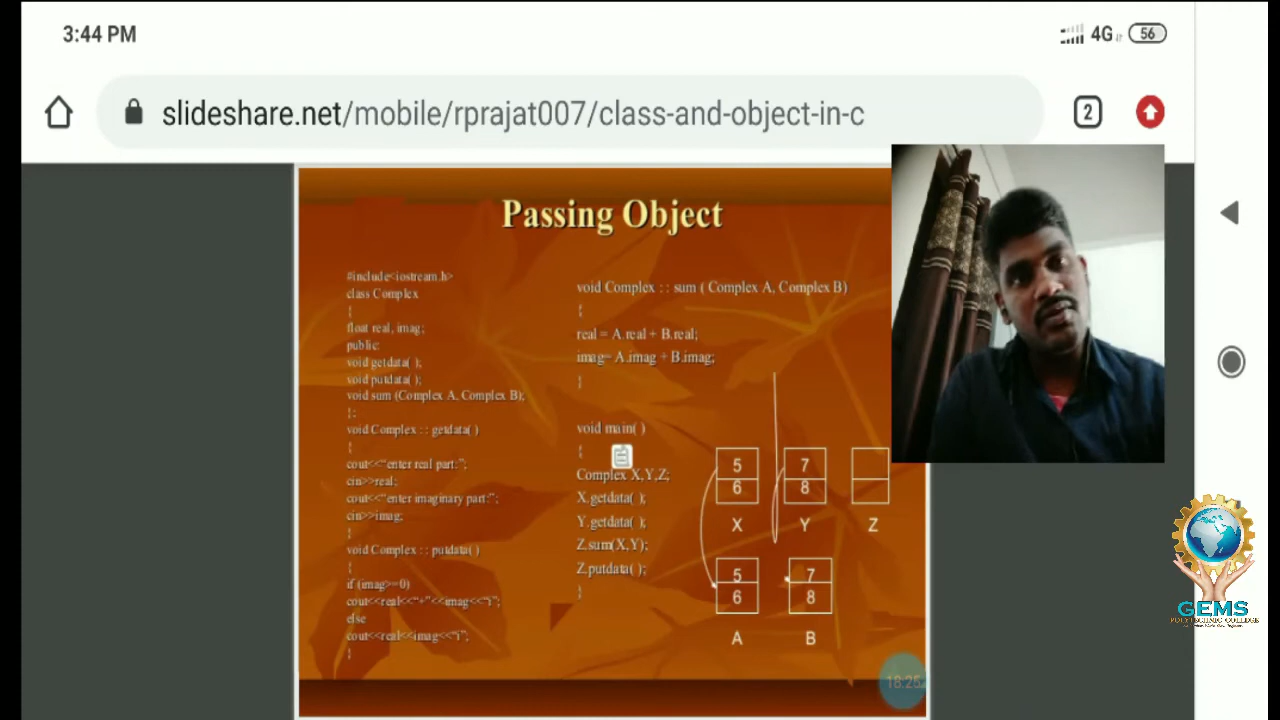 3:44 PM
4G 56
slideshare.net/mobile/rprajat007/class-and-object-in-c
2
Passing Object
#include<iostream.h>
class Complex
{
float real, imag;
public:
void getdata( );
void putdata( );
void sum (Complex A, Complex B);
};
void Complex : : getdata( )
{
cout<<"enter real part:";
cin>>real;
cout<<"enter imaginary part:";
cin>>imag;
}
void Complex : : putdata( )
{
if (imag>=0)
cout<<real<<"+"<<imag<<"i";
else
cout<<real<<imag<<"i";
}
void Complex : : sum ( Complex A, Complex B)
{
real = A.real + B.real;
imag= A.imag + B.imag;
}
void main( )
{
Complex X,Y,Z;
X.getdata( );
Y.getdata( );
Z.sum(X,Y);
Z.putdata( );
}
5 7
6 8
X Y Z
5 7
6 8
A B
18:25
GEMS
POLYTECHNIC COLLEGE